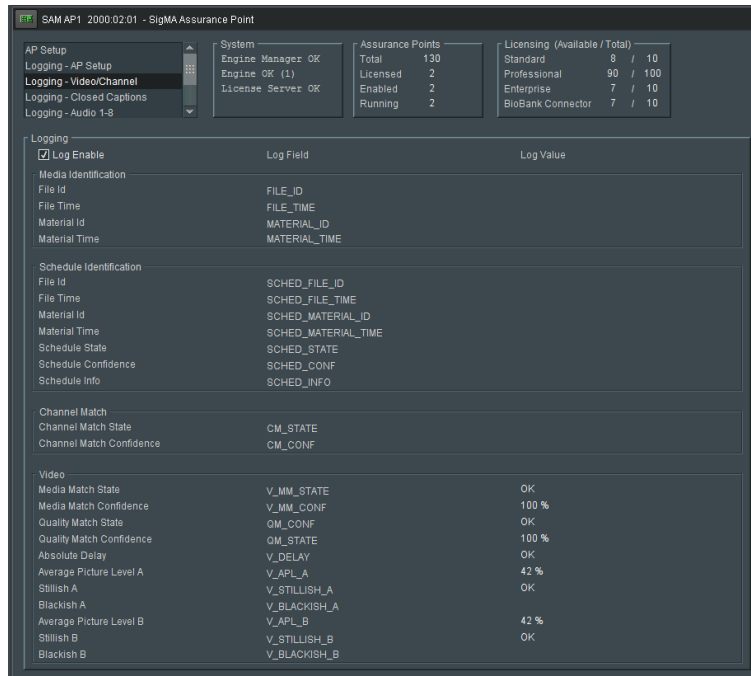 SAM AP1 2000:02:01 - SigMA Assurance Point
AP Setup
Logging - AP Setup
Logging - Video/Channel
Logging - Closed Captions
Logging - Audio 1-8
System
Engine Manager OK
Engine OK (1)
License Server OK
Assurance Points
Total 130
Licensed 2
Enabled 2
Running 2
Licensing (Available / Total)
Standard 8 / 10
Professional 90 / 100
Enterprise 7 / 10
BioBank Connector 7 / 10
Logging
Log Enable Log Field Log Value
Media Identification
File Id FILE_ID
File Time FILE_TIME
Material Id MATERIAL_ID
Material Time MATERIAL_TIME
Schedule Identification
File Id SCHED_FILE_ID
File Time SCHED_FILE_TIME
Material Id SCHED_MATERIAL_ID
Material Time SCHED_MATERIAL_TIME
Schedule State SCHED_STATE
Schedule Confidence SCHED_CONF
Schedule Info SCHED_INFO
Channel Match
Channel Match State CM_STATE
Channel Match Confidence CM_CONF
Video
Media Match State V_MM_STATE OK
Media Match Confidence V_MM_CONF 100 %
Quality Match State QM_CONF OK
Quality Match Confidence QM_STATE 100 %
Absolute Delay V_DELAY OK
Average Picture Level A V_APL_A 42 %
Stillish A V_STILLISH_A OK
Blackish A V_BLACKISH_A
Average Picture Level B V_APL_B 42 %
Stillish B V_STILLISH_B OK
Blackish B V_BLACKISH_B